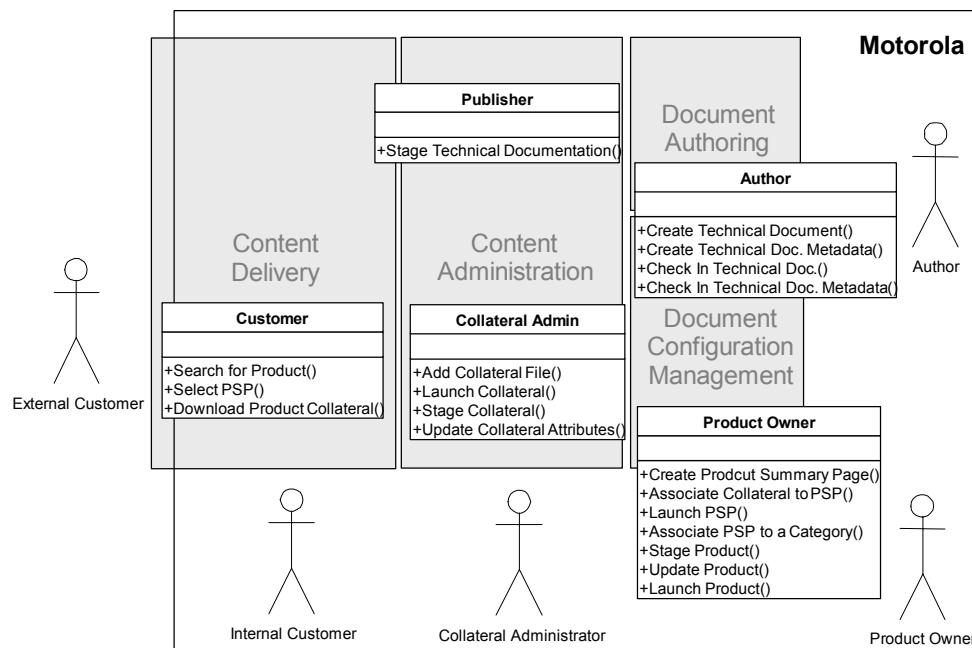 Motorola
Publisher
+Stage Technical Documentation()
Document
Authoring
Author
+Create Technical Document()
+Create Technical Doc. Metadata()
+Check In Technical Doc.()
+Check In Technical Doc. Metadata()
Author
Content
Delivery
Content
Administration
External Customer
Customer
+Search for Product()
+Select PSP()
+Download Product Collateral()
Collateral Admin
+Add Collateral File()
+Launch Collateral()
+Stage Collateral()
+Update Collateral Attributes()
Document
Configuration
Management
Product Owner
+Create Prodcut Summary Page()
+Associate Collateral to PSP()
+Launch PSP()
+Associate PSP to a Category()
+Stage Product()
+Update Product()
+Launch Product()
Internal Customer
Collateral Administrator
Product Owner